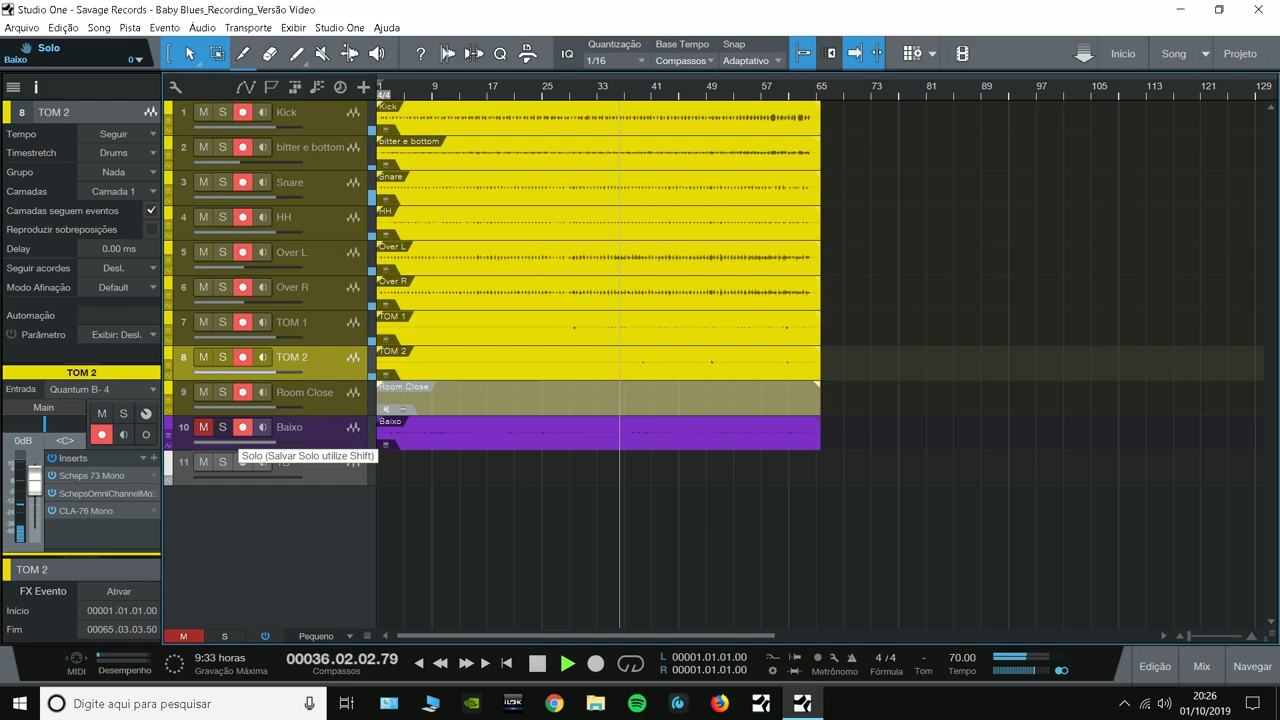 Studio One - Savage Records - Baby Blues_Recording_Versão Vídeo
Arquivo Edição Song Pista Evento Áudio Transporte Exibir Studio One Ajuda
Solo
Baixo 0
IQ
Quantização Base Tempo Snap
1/16 Compassos Adaptativo
Início Song Projeto
4/4
9 17 25 33 41 49 57 65 73 81 89 97 105 113 121 129
8 TOM 2
Tempo Seguir
Timestretch Drums
Grupo Nada
Camadas Camada 1
Camadas seguem eventos
Reproduzir sobreposições
Delay 0.00 ms
Seguir acordes Desl.
Modo Afinação Default
Automação
Parâmetro Exibir: Desl.
TOM 2
Entrada Quantum B- 4
Main M S
0dB <C>
Inserts
Scheps 73 Mono
SchepsOmniChannelMo
CLA-76 Mono
TOM 2
FX Evento Ativar
Início 00001.01.01.00
Fim 00065.03.03.50
1 M S Kick
2 M S bitter e bottom
3 M S Snare
4 M S HH
5 M S Over L
6 M S Over R
7 M S TOM 1
8 M S TOM 2
9 M S Room Close
10 M S Baixo
11 M S
Solo (Salvar Solo utilize Shift)
Kick
bitter e bottom
Snare
HH
Over L
Over R
TOM 1
TOM 2
Room Close
Baixo
M S Pequeno
MIDI Desempenho
9:33 horas
Gravação Máxima
00036.02.02.79
Compassos
L 00001.01.01.00
R 00001.01.01.00
Metrônomo
4 / 4
Fórmula
-
Tom
70.00
Tempo
Edição Mix Navegar
Digite aqui para pesquisar
20:26
01/10/2019